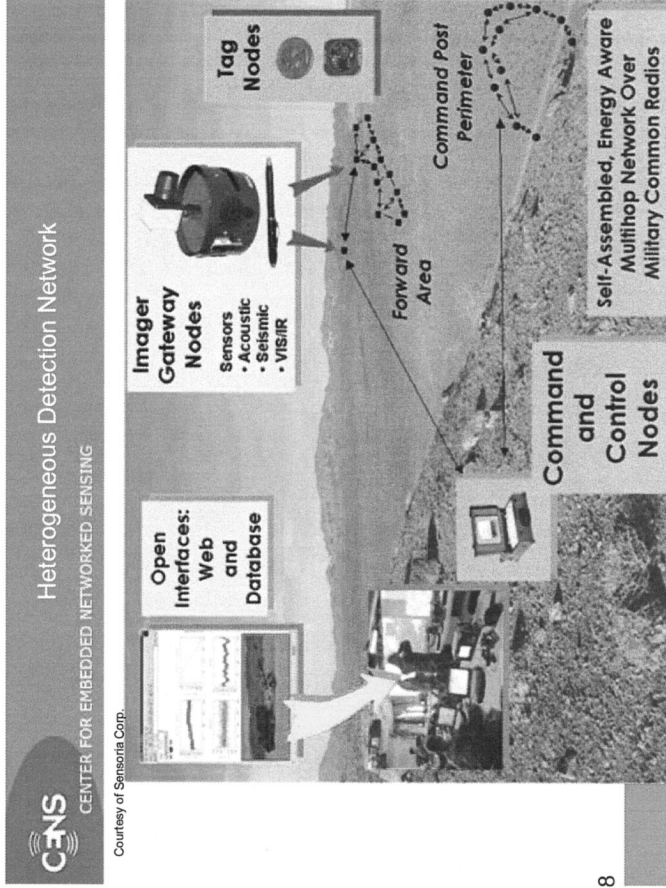 CENS
Heterogeneous Detection Network
CENTER FOR EMBEDDED NETWORKED SENSING
Courtesy of Sensoria Corp.
Open
Interfaces:
Web
and
Database
Imager
Gateway
Nodes
Sensors
• Acoustic
• Seismic
• VIS/IR
Tag
Nodes
Forward
Area
Command Post
Perimeter
Command
and
Control
Nodes
Self-Assembled, Energy Aware
Multihop Network Over
Military Common Radios
8